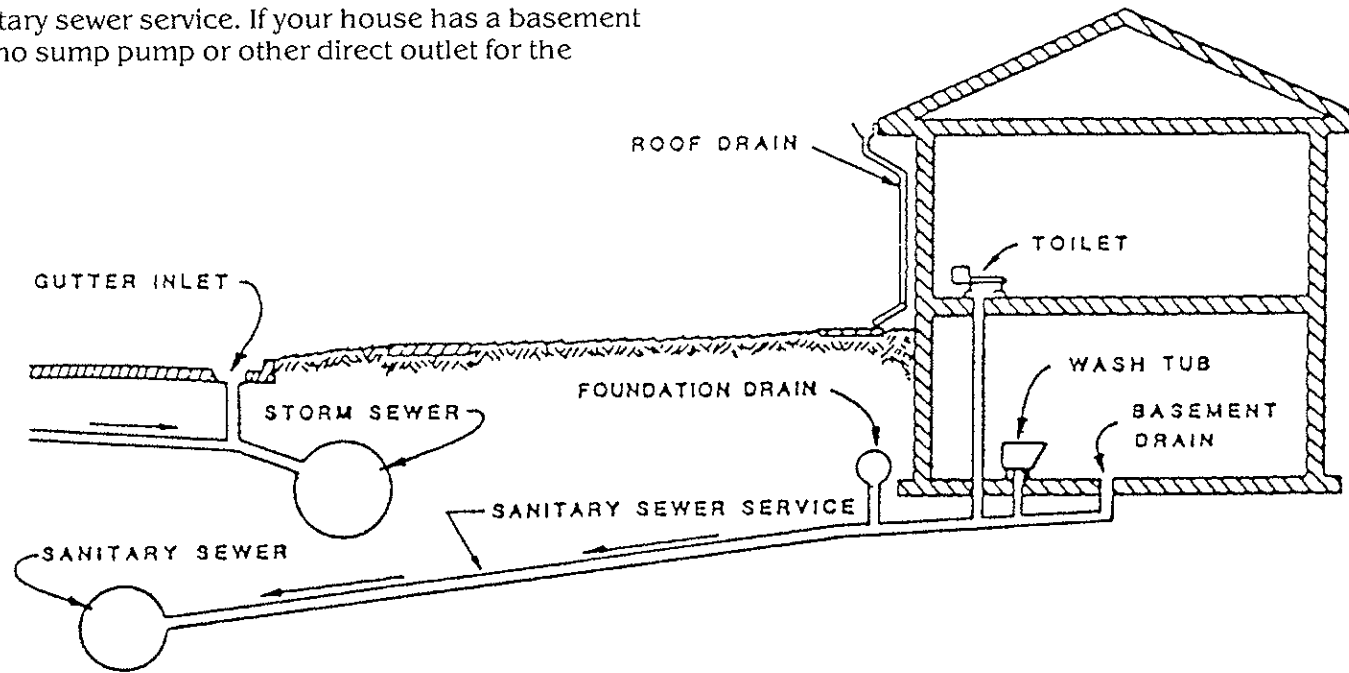 tary sewer service. If your house has a basement
no sump pump or other direct outlet for the
ROOF DRAIN
TOILET
GUTTER INLET
WASH TUB
FOUNDATION DRAIN
BASEMENT
DRAIN
STORM SEWER
SANITARY SEWER SERVICE
SANITARY SEWER